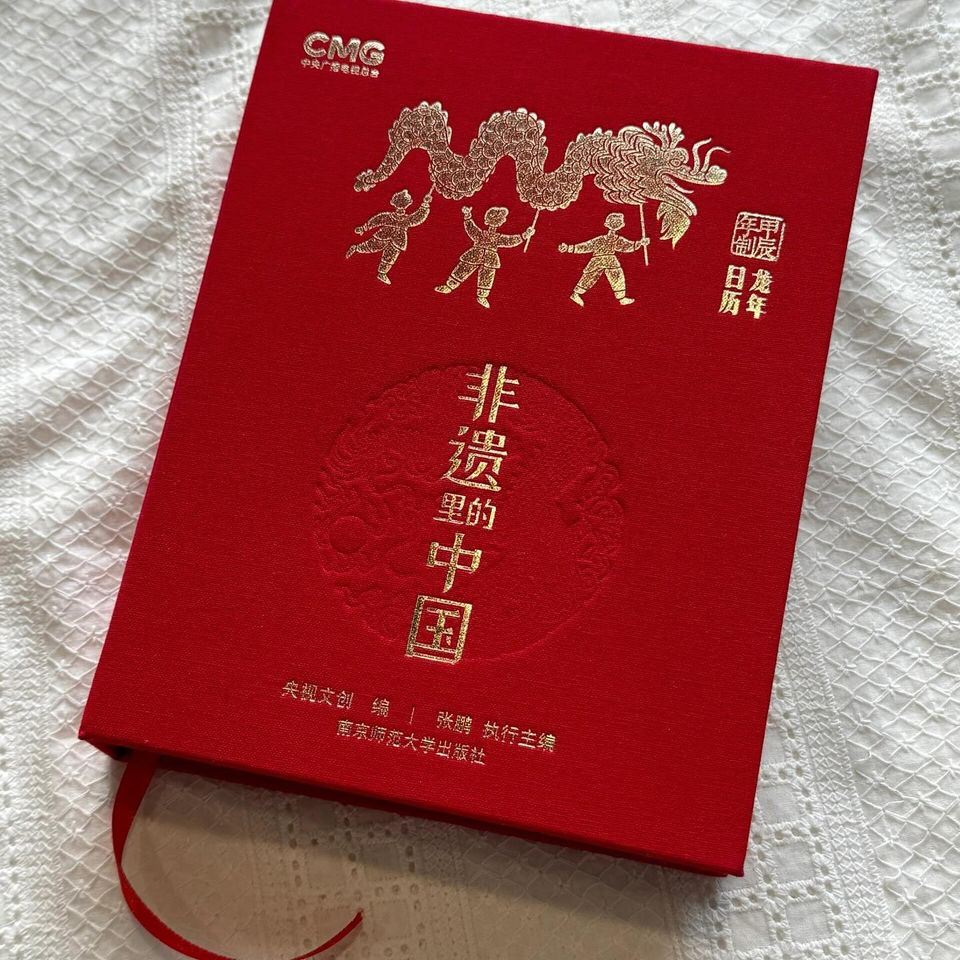 CMG
中央广播电视总台
甲辰
年制
龙年
日历
非
遗
里的
中
国
央视文创 编 | 张鹏 执行主编
南京师范大学出版社